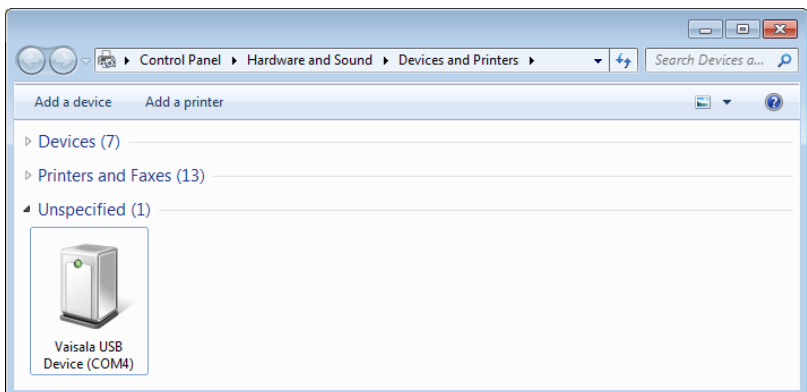 Control Panel Hardware and Sound Devices and Printers Search Devices a...
Add a device Add a printer
Devices (7)
Printers and Faxes (13)
Unspecified (1)
Vaisala USB
Device (COM4)